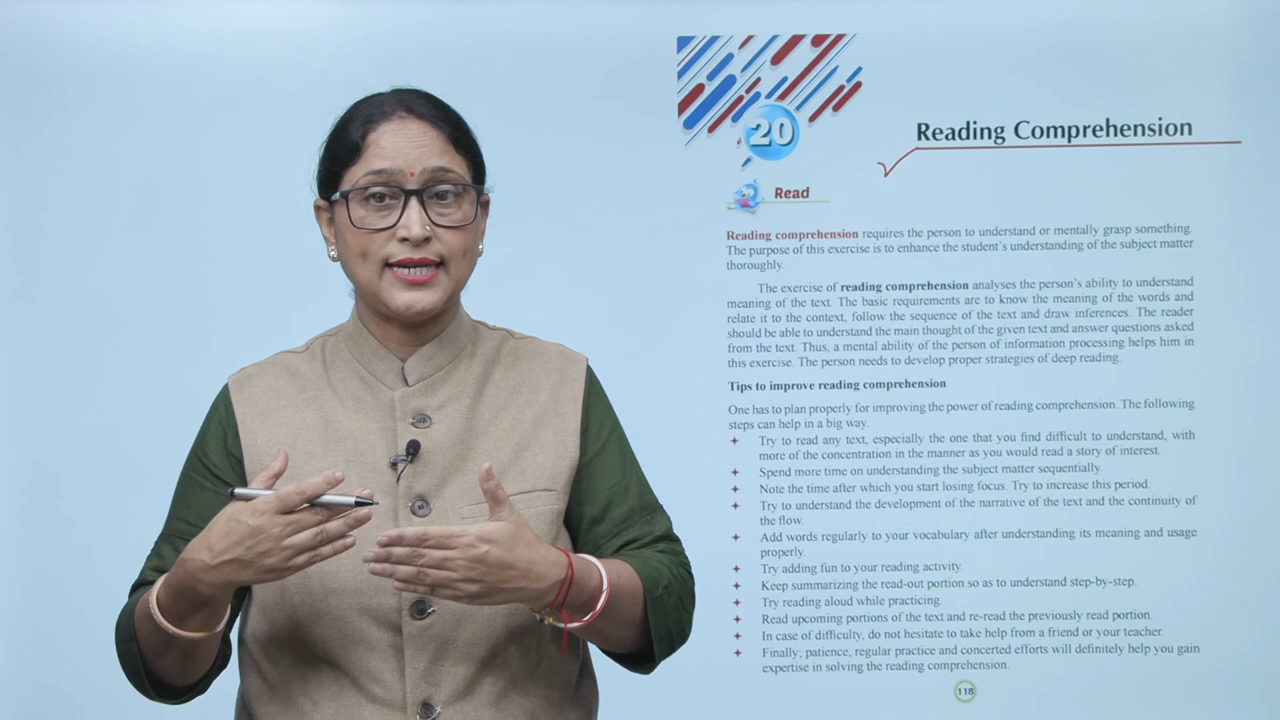 20
Reading Comprehension
Read
Reading comprehension requires the person to understand or mentally grasp something.
The purpose of this exercise is to enhance the student's understanding of the subject matter
thoroughly.
The exercise of reading comprehension analyses the person's ability to understand
meaning of the text. The basic requirements are to know the meaning of the words and
relate it to the context, follow the sequence of the text and draw inferences. The reader
should be able to understand the main thought of the given text and answer questions asked
from the text. Thus, a mental ability of the person of information processing helps him in
this exercise. The person needs to develop proper strategies of deep reading.
Tips to improve reading comprehension
One has to plan properly for improving the power of reading comprehension. The following
steps can help in a big way.
Try to read any text, especially the one that you find difficult to understand, with
more of the concentration in the manner as you would read a story of interest.
Spend more time on understanding the subject matter sequentially.
Note the time after which you start losing focus. Try to increase this period.
Try to understand the development of the narrative of the text and the continuity of
the flow.
Add words regularly to your vocabulary after understanding its meaning and usage
properly.
Try adding fun to your reading activity.
Keep summarizing the read-out portion so as to understand step-by-step.
Try reading aloud while practicing.
Read upcoming portions of the text and re-read the previously read portion.
In case of difficulty, do not hesitate to take help from a friend or your teacher.
Finally, patience, regular practice and concerted efforts will definitely help you gain
expertise in solving the reading comprehension.
118